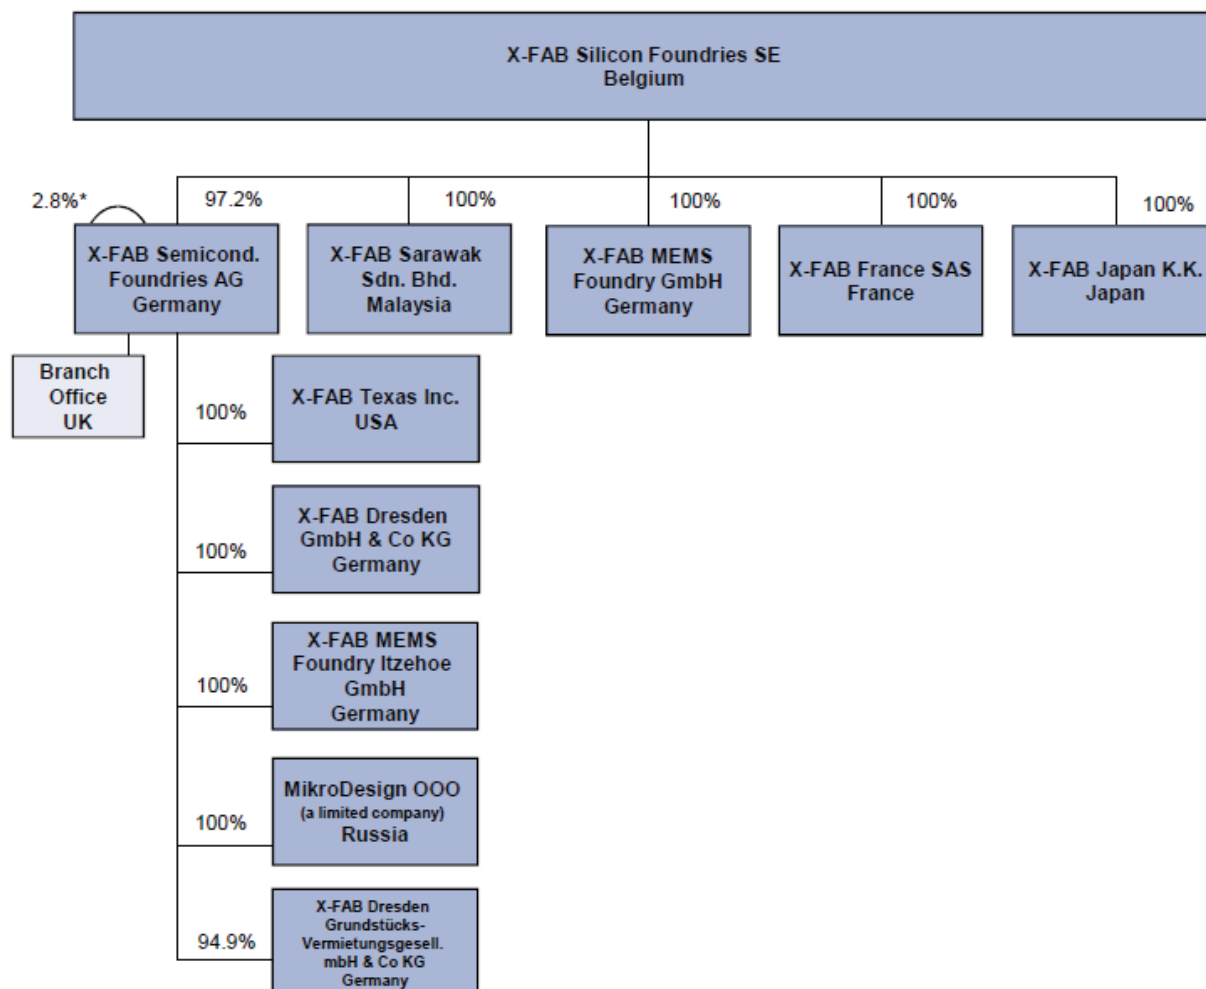 X-FAB Silicon Foundries SE
Belgium
2.8%*
97.2%
100%
100%
100%
100%
X-FAB Semicond.
Foundries AG
Germany
X-FAB Sarawak
Sdn. Bhd.
Malaysia
X-FAB MEMS
Foundry GmbH
Germany
X-FAB France SAS
France
X-FAB Japan K.K.
Japan
Branch
Office
UK
100%
X-FAB Texas Inc.
USA
100%
X-FAB Dresden
GmbH & Co KG
Germany
100%
X-FAB MEMS
Foundry Itzehoe
GmbH
Germany
100%
MikroDesign OOO
(a limited company)
Russia
94.9%
X-FAB Dresden
Grundstücks-
Vermietungsgesell.
mbH & Co KG
Germany